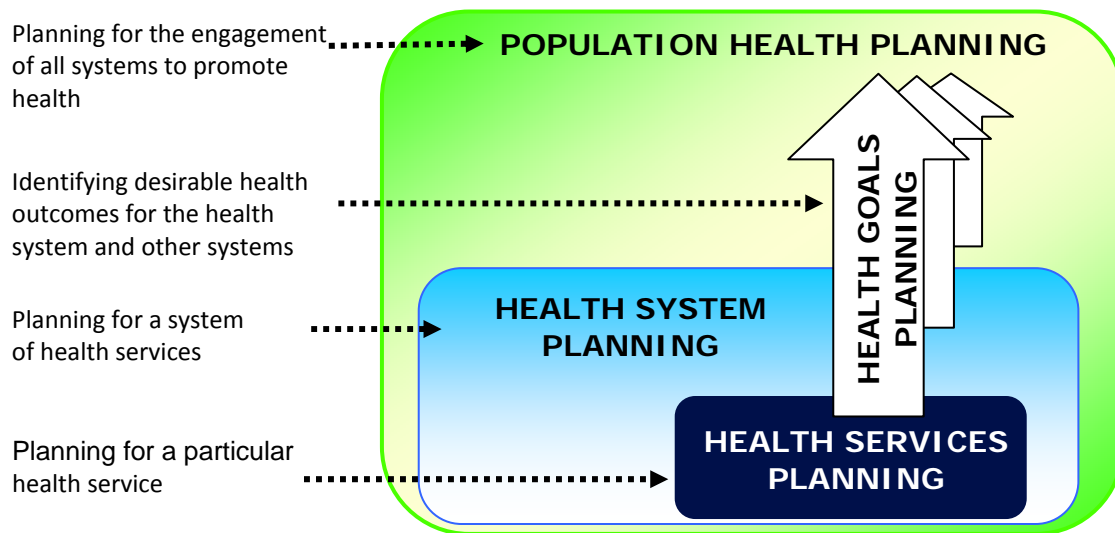 Planning for the engagement
of all systems to promote
health
POPULATION HEALTH PLANNING
Identifying desirable health
outcomes for the health
system and other systems
HEALTH GOALS
PLANNING
Planning for a system
of health services
HEALTH SYSTEM
PLANNING
Planning for a particular
health service
HEALTH SERVICES
PLANNING